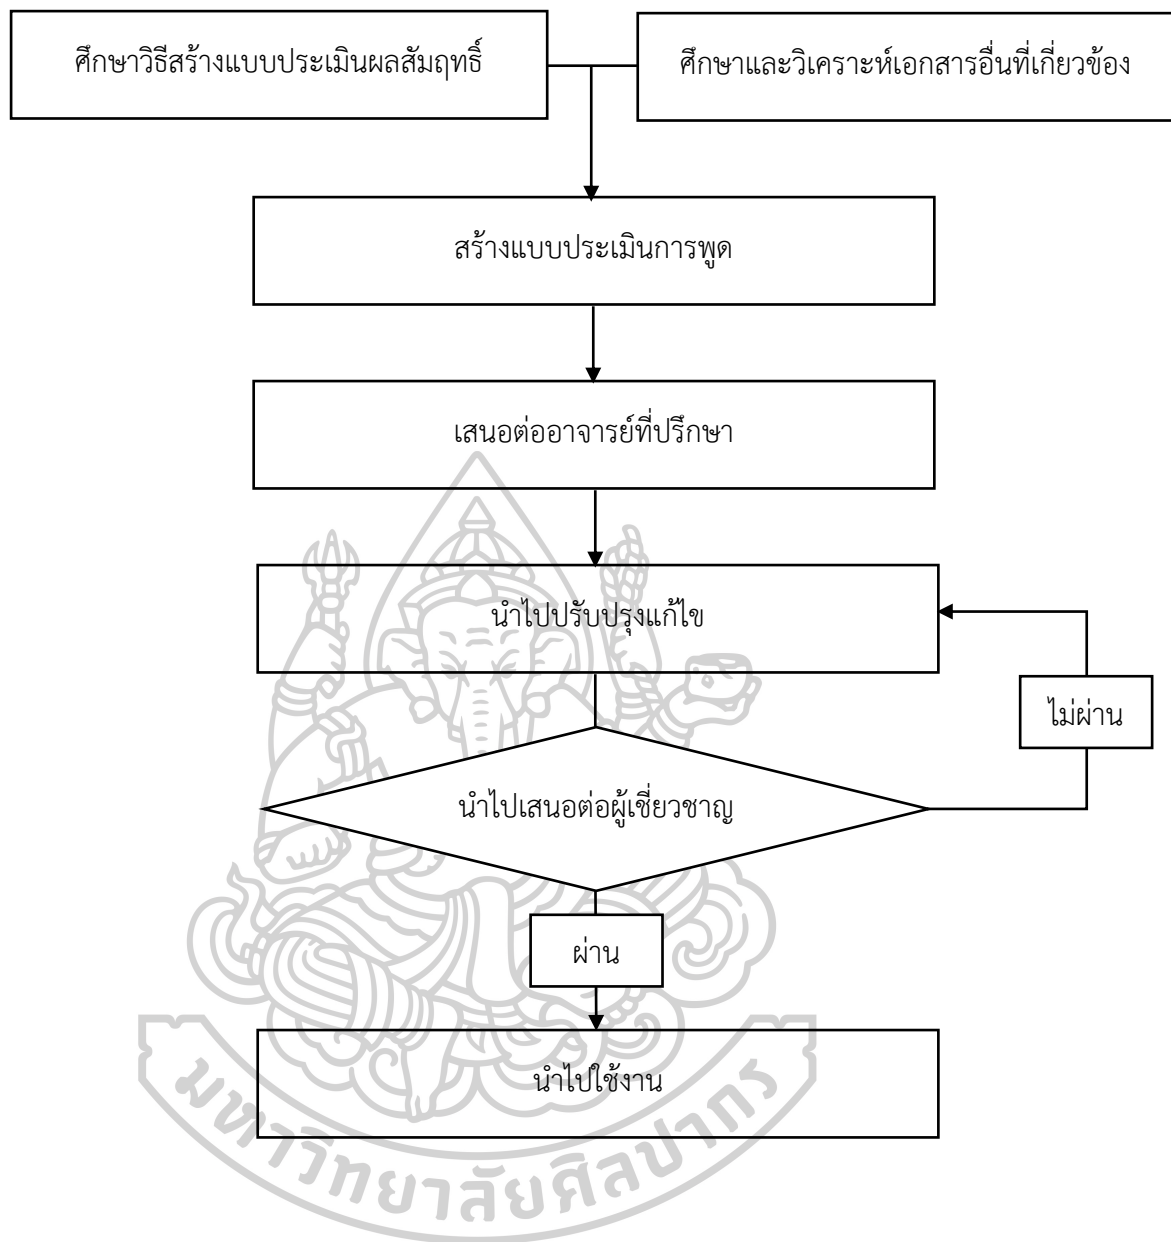 ศึกษาวิธีสร้างแบบประเมินผลสัมฤทธิ์
ศึกษาและวิเคราะห์เอกสารอื่นที่เกี่ยวข้อง
สร้างแบบประเมินการพูด
เสนอต่ออาจารย์ที่ปรึกษา
นำไปปรับปรุงแก้ไข
ไม่ผ่าน
นำไปเสนอต่อผู้เชี่ยวชาญ
ผ่าน
นำไปใช้งาน
มหาวิทยาลัยศิลปากร